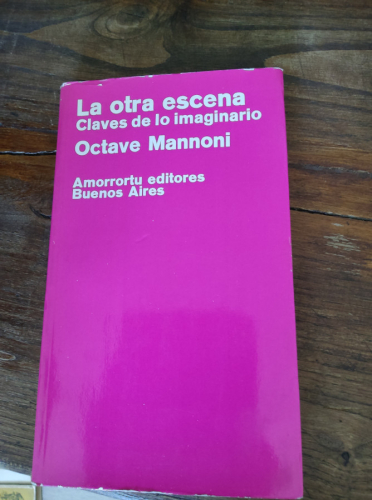 La otra escena
Claves de lo imaginario
Octave Mannoni
Amorrortu editores
Buenos Aires